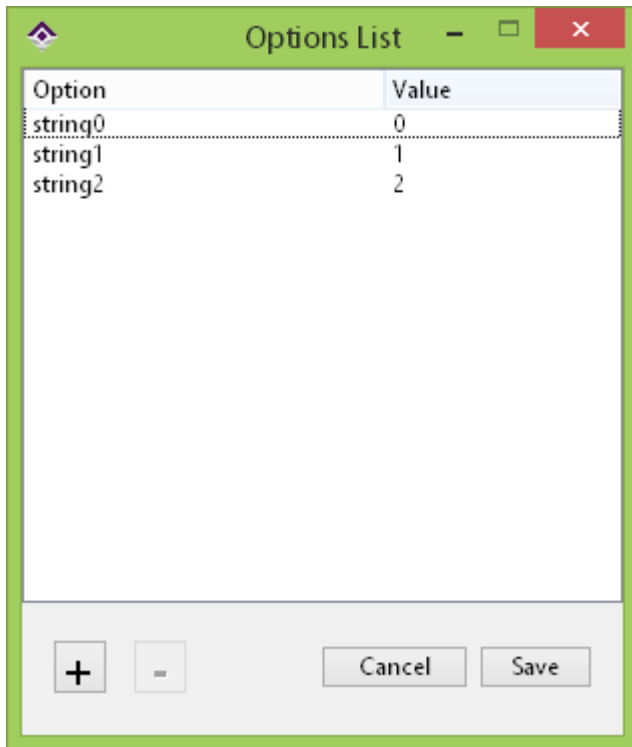 Options List
Option Value
string0 0
string1 1
string2 2
+ - Cancel Save